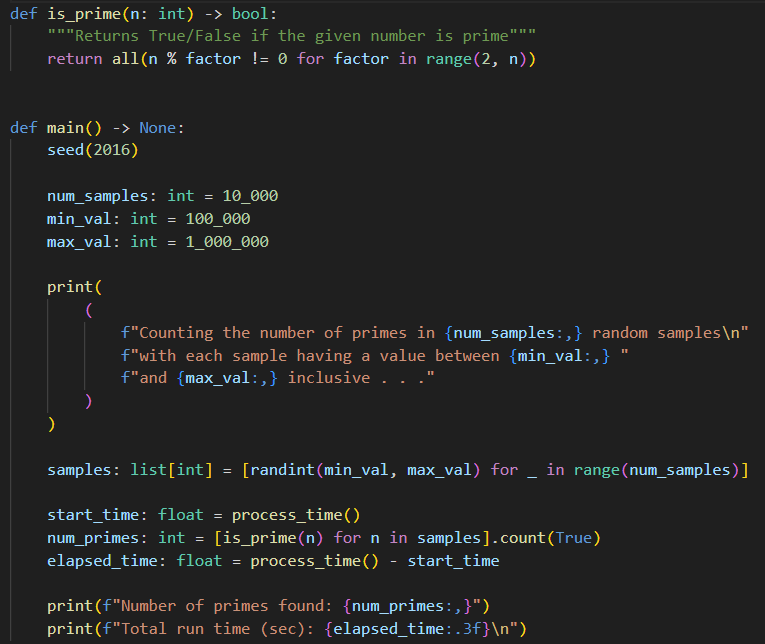 def is_prime(n: int) -> bool:
    """Returns True/False if the given number is prime"""
    return all(n % factor != 0 for factor in range(2, n))
def main() -> None:
    seed(2016)
    num_samples: int = 10_000
    min_val: int = 100_000
    max_val: int = 1_000_000
    print(
        (
            f"Counting the number of primes in {num_samples:,} random samples\n"
            f"with each sample having a value between {min_val:,} "
            f"and {max_val:,} inclusive . . ."
        )
    )
    samples: list[int] = [randint(min_val, max_val) for _ in range(num_samples)]
    start_time: float = process_time()
    num_primes: int = [is_prime(n) for n in samples].count(True)
    elapsed_time: float = process_time() - start_time
    print(f"Number of primes found: {num_primes:,}")
    print(f"Total run time (sec): {elapsed_time:.3f}\n")